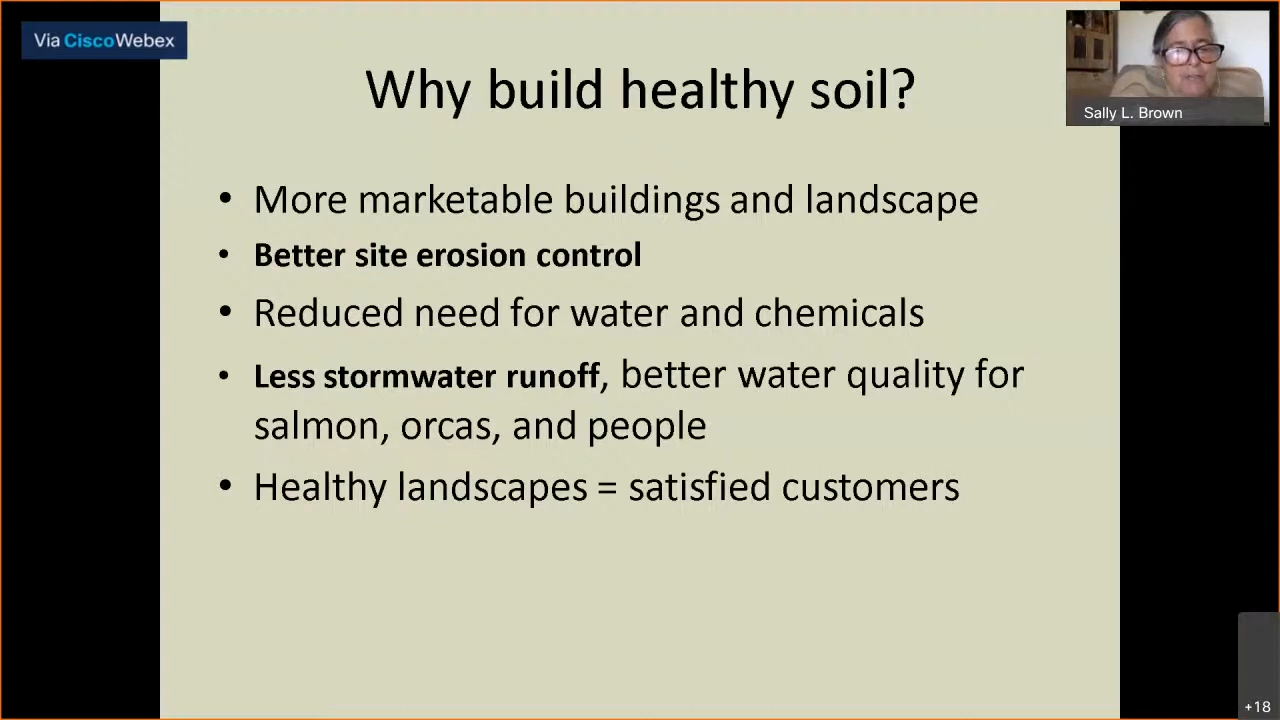 Via CiscoWebex
Why build healthy soil?
Sally L. Brown
• More marketable buildings and landscape
• Better site erosion control
• Reduced need for water and chemicals
• Less stormwater runoff, better water quality for
salmon, orcas, and people
• Healthy landscapes = satisfied customers
+18